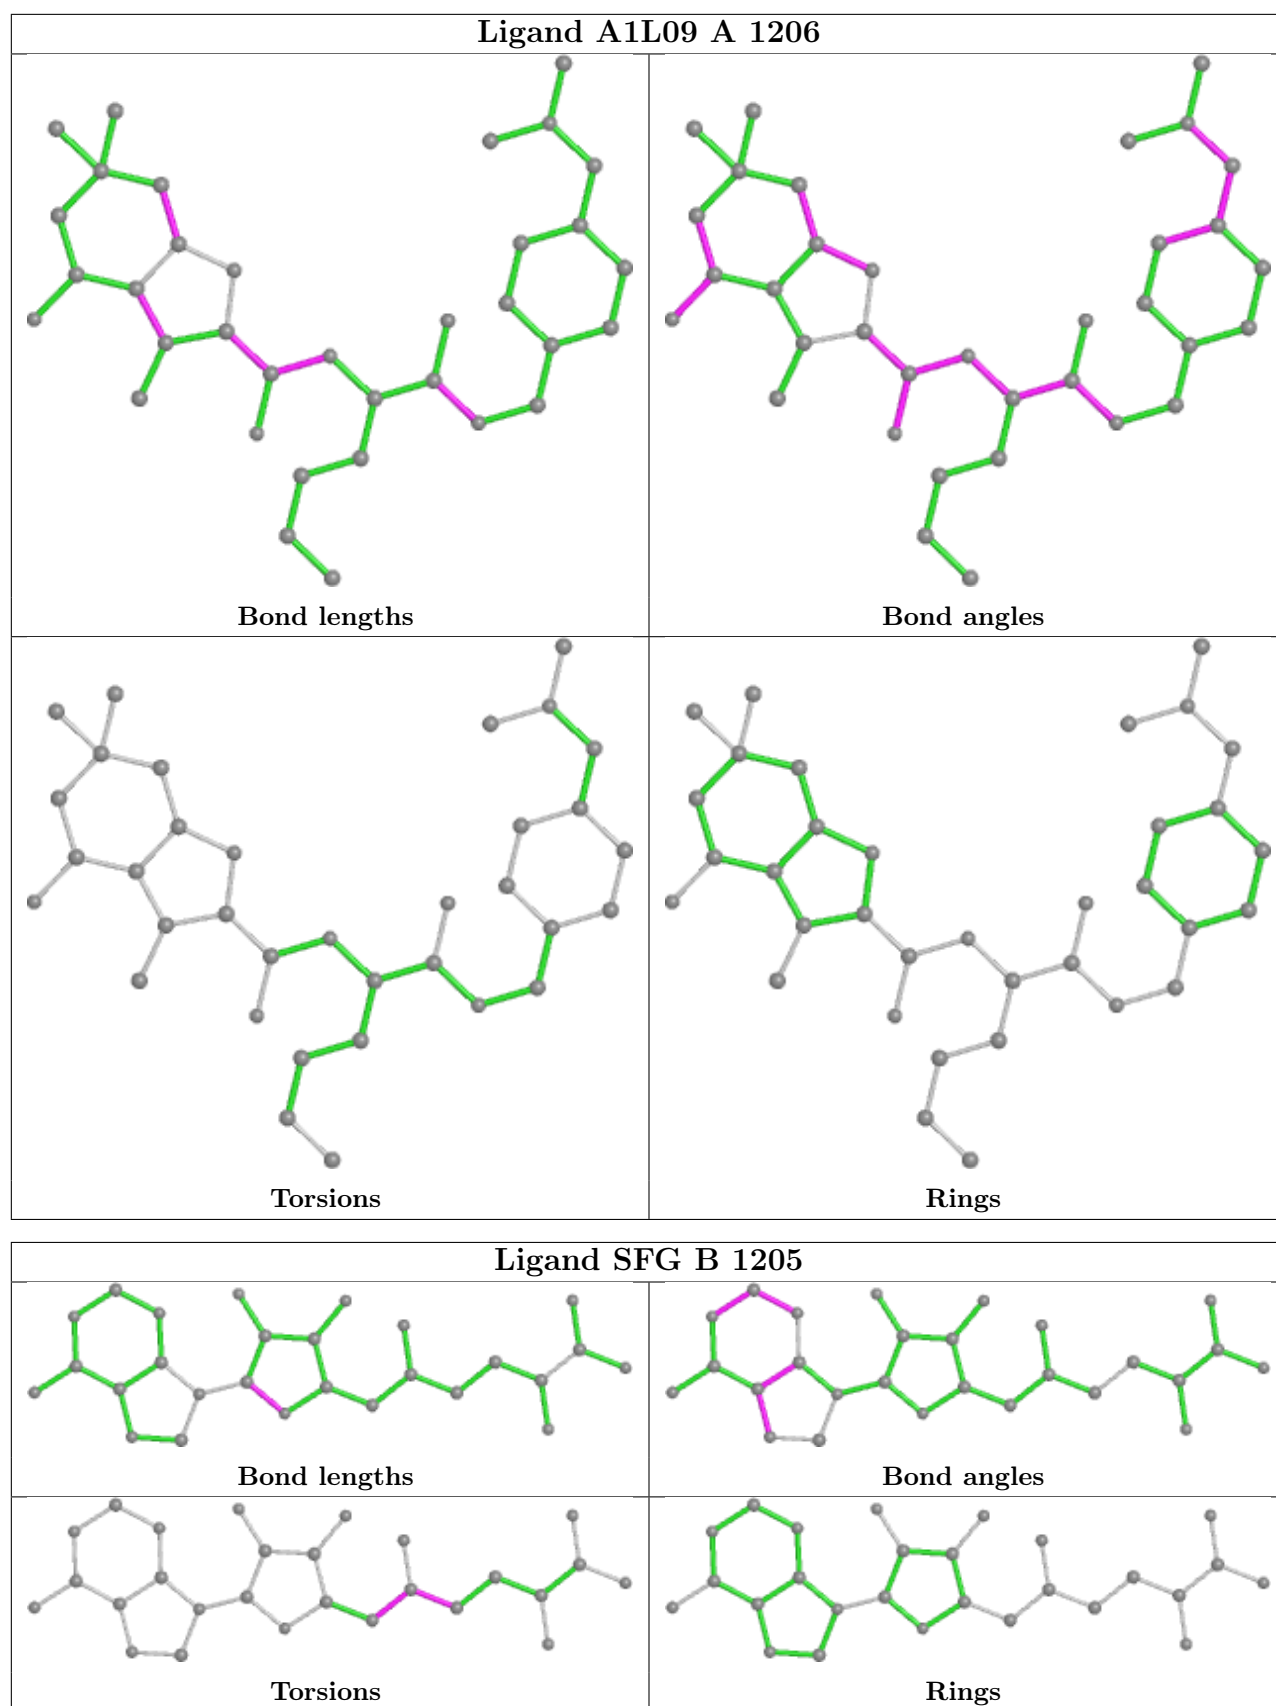 Ligand A1L09 A 1206
Bond lengths
Bond angles
Torsions
Rings
Ligand SFG B 1205
Bond lengths
Bond angles
Torsions
Rings